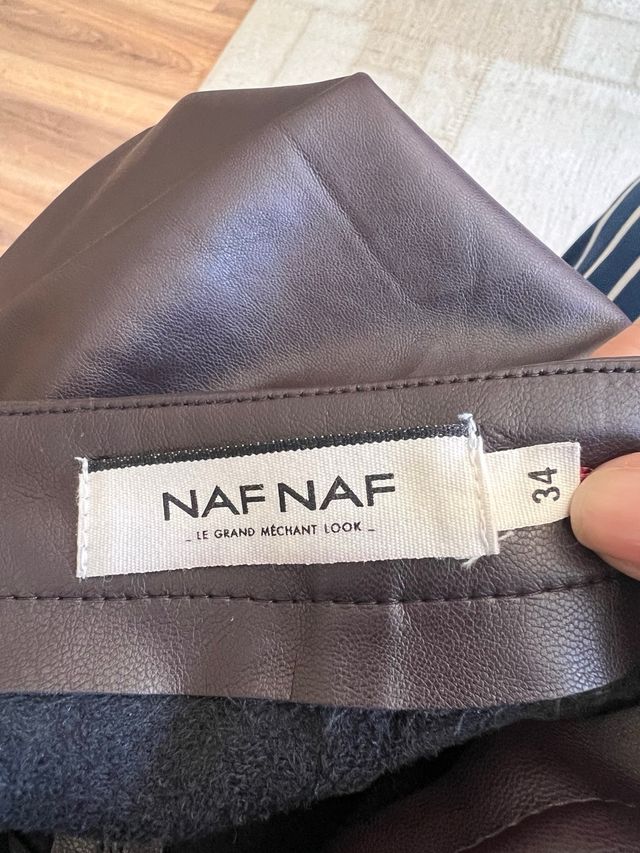 NAF NAF
_ LE GRAND MÉCHANT LOOK _
34